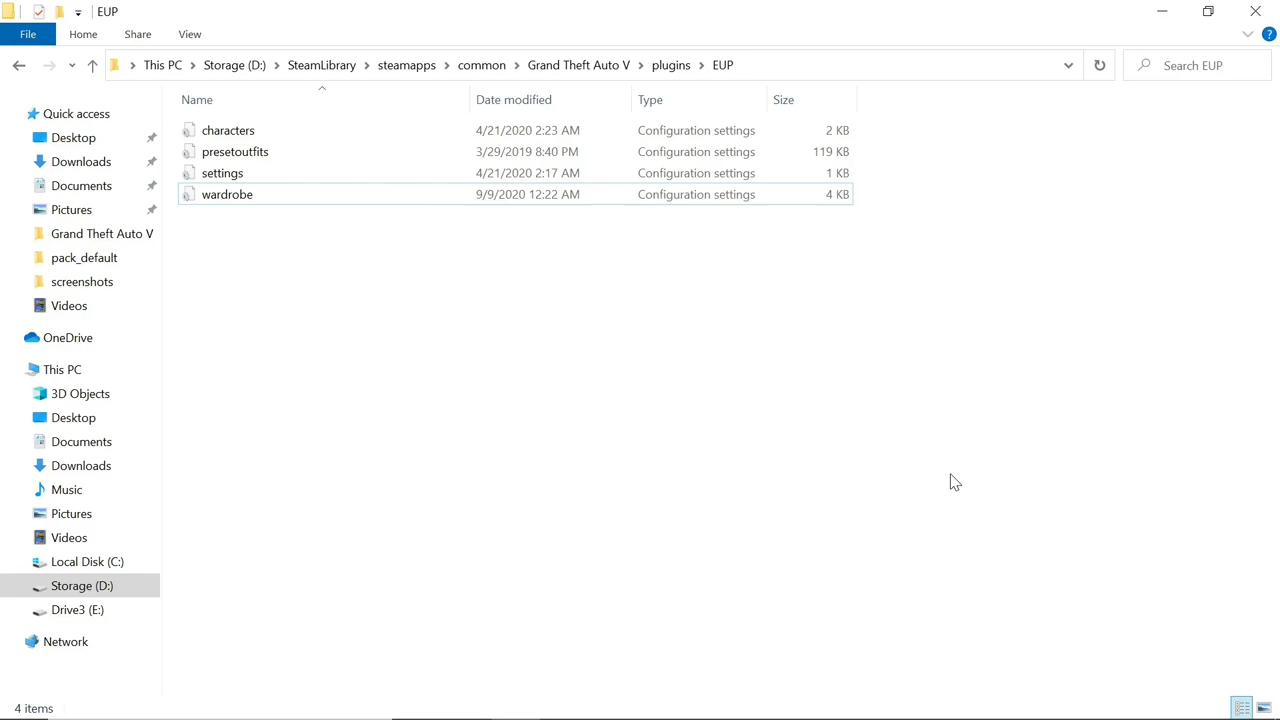 EUP
File Home Share View
This PC Storage (D:) SteamLibrary steamapps common Grand Theft Auto V plugins EUP
Search EUP
Name Date modified Type Size
characters 4/21/2020 2:23 AM Configuration settings 2 KB
presetoutfits 3/29/2019 8:40 PM Configuration settings 119 KB
settings 4/21/2020 2:17 AM Configuration settings 1 KB
wardrobe 9/9/2020 12:22 AM Configuration settings 4 KB
Quick access
Desktop
Downloads
Documents
Pictures
Grand Theft Auto V
pack_default
screenshots
Videos
OneDrive
This PC
3D Objects
Desktop
Documents
Downloads
Music
Pictures
Videos
Local Disk (C:)
Storage (D:)
Drive3 (E:)
Network
4 items